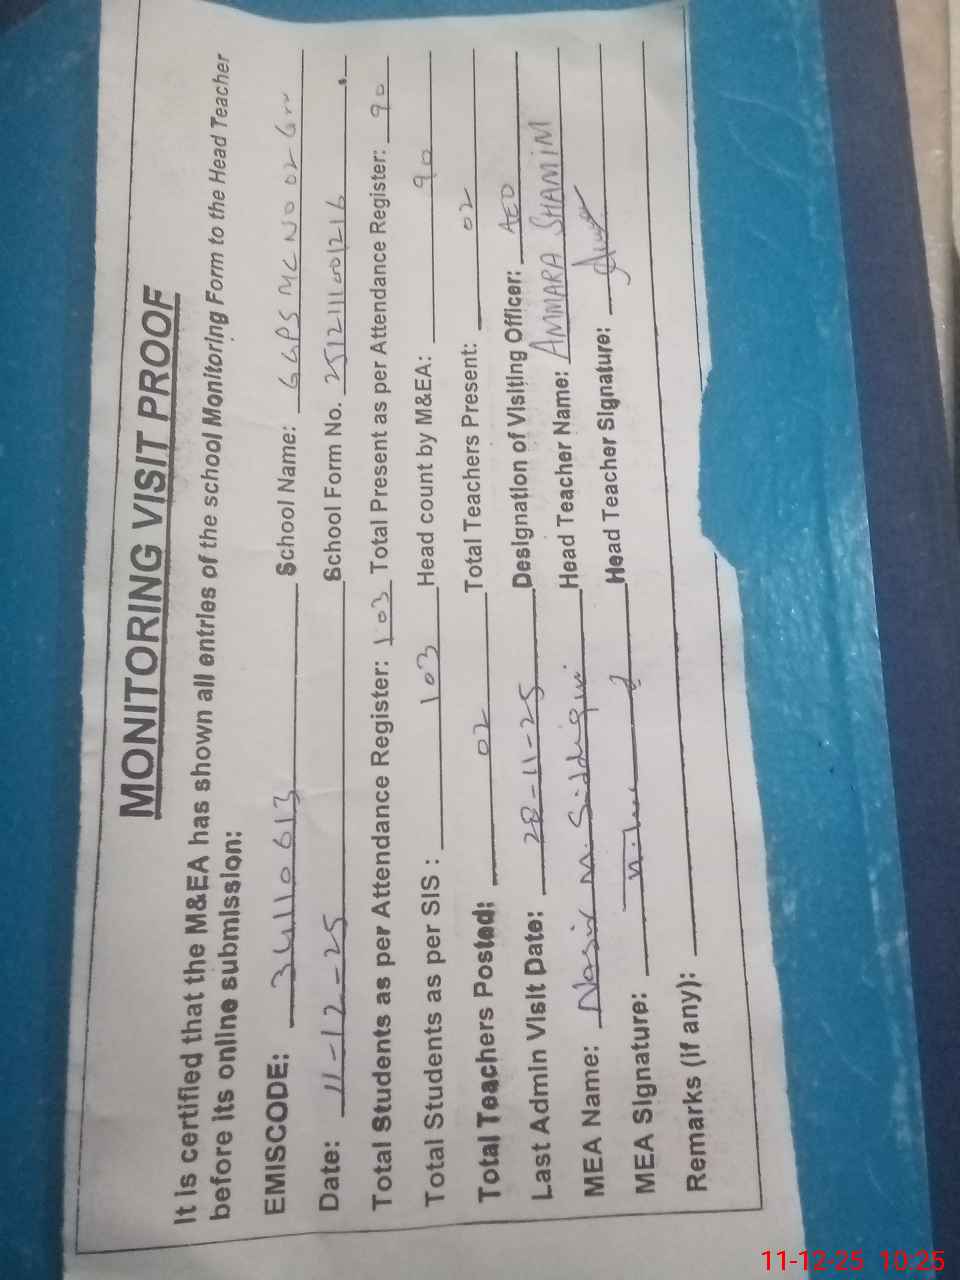 MONITORING VISIT PROOF
It is certified that the M&EA has shown all entries of the school Monitoring Form to the Head Teacher
before its online submission:
EMISCODE: 34110613 School Name: GGPS MC NO 02
Date: 11-12-25 School Form No. 251211001216
Total Students as per Attendance Register: 103 Total Present as per Attendance Register: 90
Total Students as per SIS: 103 Head count by M&EA: 90
Total Teachers Posted: 02 Total Teachers Present: 02
Last Admin Visit Date: 28-11-25 Designation of Visiting Officer: AEO
MEA Name: Nasir M. Siddiqui Head Teacher Name: AMMARA SHAMIM
MEA Signature: Head Teacher Signature:
Remarks (if any):
11-12-25 10:25